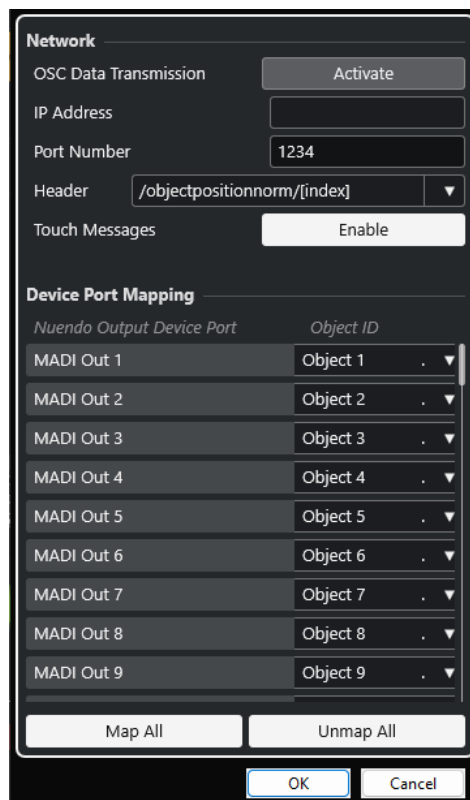 Network
OSC Data Transmission Activate
IP Address
Port Number 1234
Header /objectpositionnorm/[index]
Touch Messages Enable
Device Port Mapping
Nuendo Output Device Port Object ID
MADI Out 1 Object 1 .
MADI Out 2 Object 2 .
MADI Out 3 Object 3 .
MADI Out 4 Object 4 .
MADI Out 5 Object 5 .
MADI Out 6 Object 6 .
MADI Out 7 Object 7 .
MADI Out 8 Object 8 .
MADI Out 9 Object 9 .
Map All Unmap All
OK Cancel